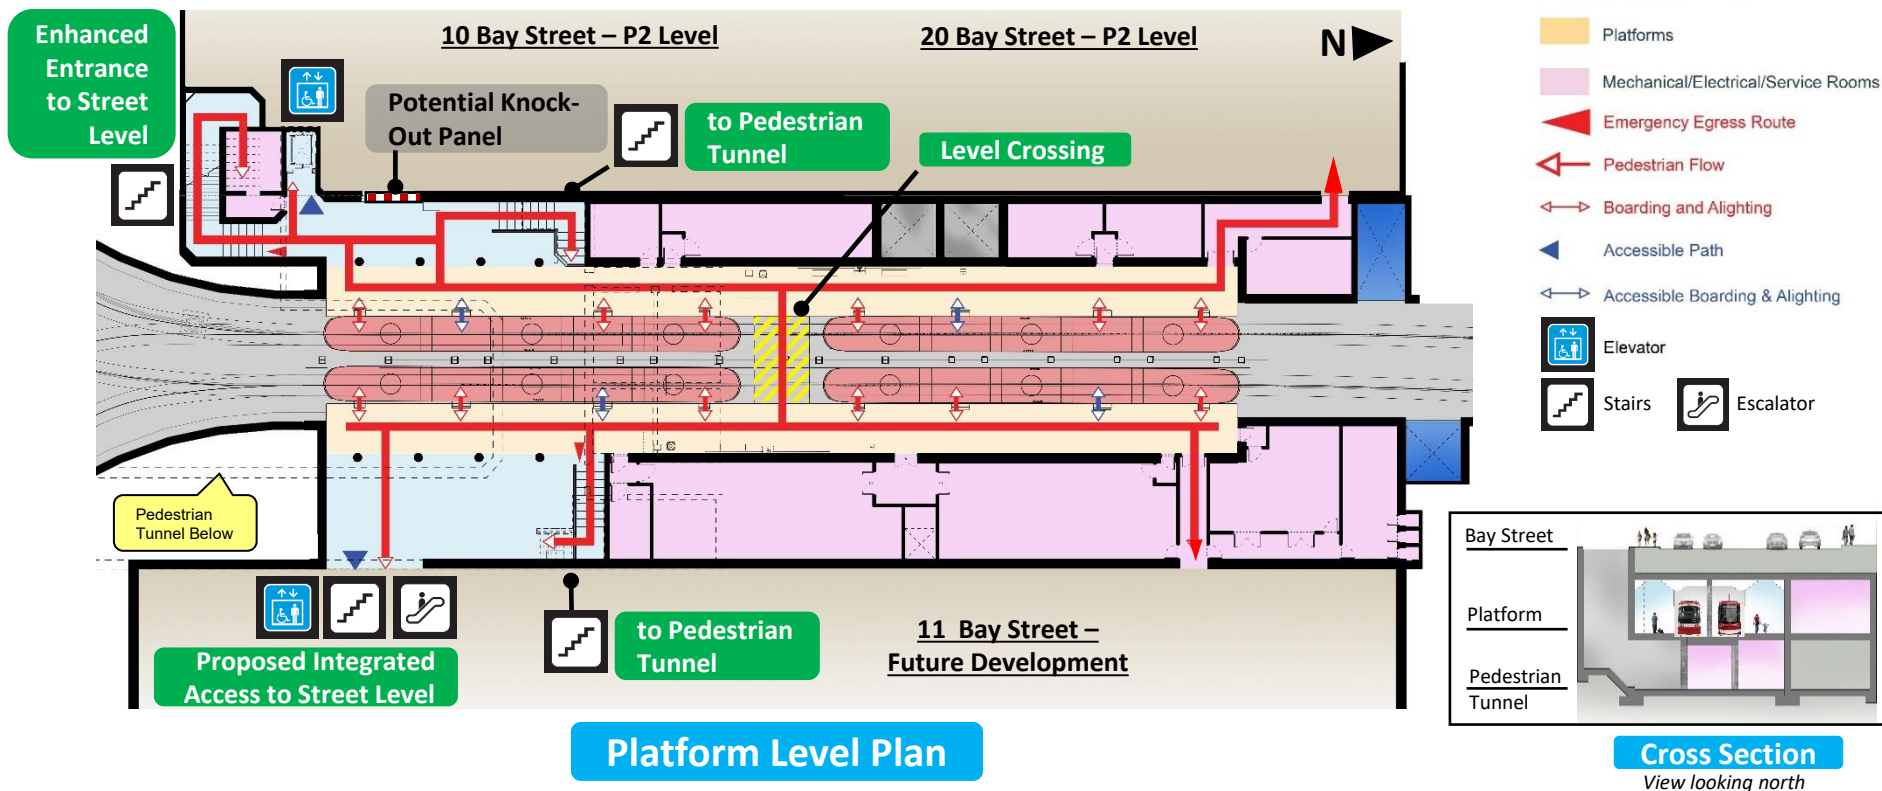 Enhanced
Entrance
to Street
Level
10 Bay Street – P2 Level
20 Bay Street – P2 Level
N
Potential Knock-
Out Panel
to Pedestrian
Tunnel
Level Crossing
Pedestrian
Tunnel Below
Proposed Integrated
Access to Street Level
to Pedestrian
Tunnel
11 Bay Street –
Future Development
Platform Level Plan
Platforms
Mechanical/Electrical/Service Rooms
Emergency Egress Route
Pedestrian Flow
Boarding and Alighting
Accessible Path
Accessible Boarding & Alighting
Elevator
Stairs
Escalator
Bay Street
Platform
Pedestrian
Tunnel
Cross Section
View looking north